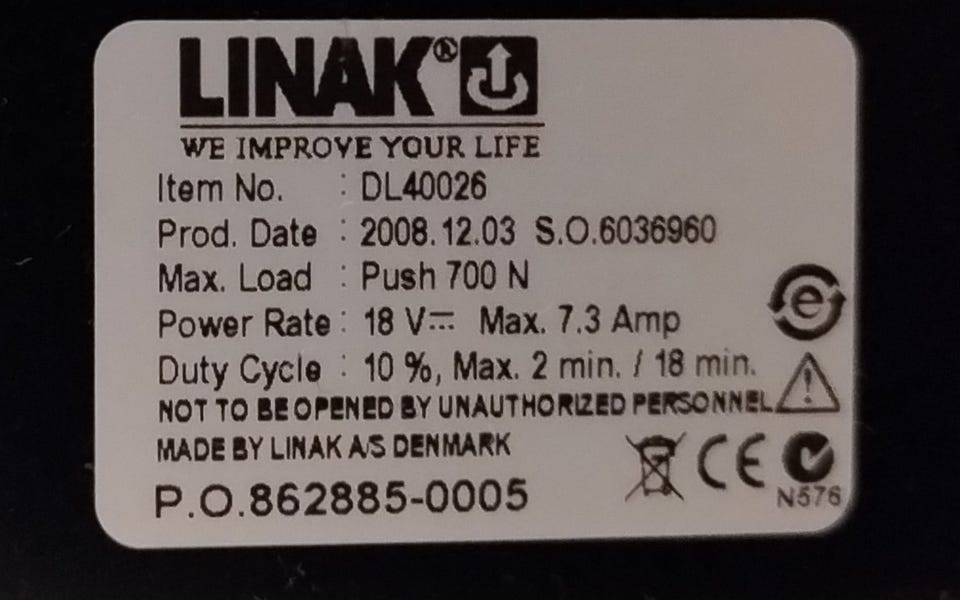 LINAK®
WE IMPROVE YOUR LIFE
Item No. : DL40026
Prod. Date : 2008.12.03 S.O.6036960
Max. Load : Push 700 N
Power Rate : 18 V⎓ Max. 7.3 Amp
e
Duty Cycle : 10 %, Max. 2 min. / 18 min.
NOT TO BE OPENED BY UNAUTHORIZED PERSONNEL
MADE BY LINAK A/S DENMARK
CE
P.O.862885-0005
N576